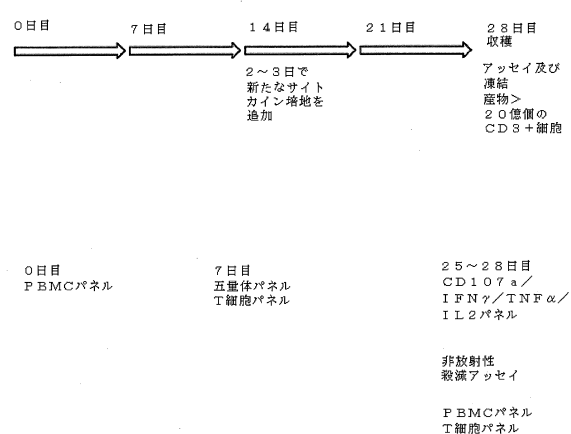 0日目
7日目
14日目
21日目
28日目
収穫
2~3日で
新たなサイト
カイン培地を
追加
アッセイ及び
凍結
産物>
20億個の
CD3+細胞
0日目
PBMCパネル
7日目
五量体パネル
T細胞パネル
25~28日目
CD107a/
IFNγ/TNFα/
IL2パネル
非放射性
殺滅アッセイ
PBMCパネル
T細胞パネル